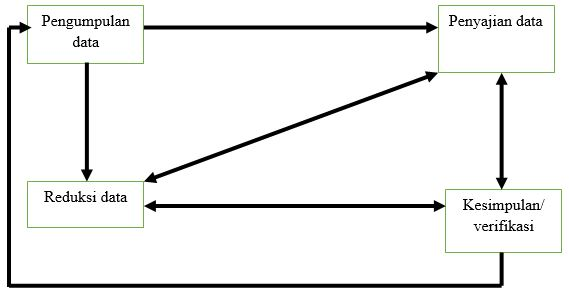 Pengumpulan
data
Penyajian data
Reduksi data
Kesimpulan/
verifikasi